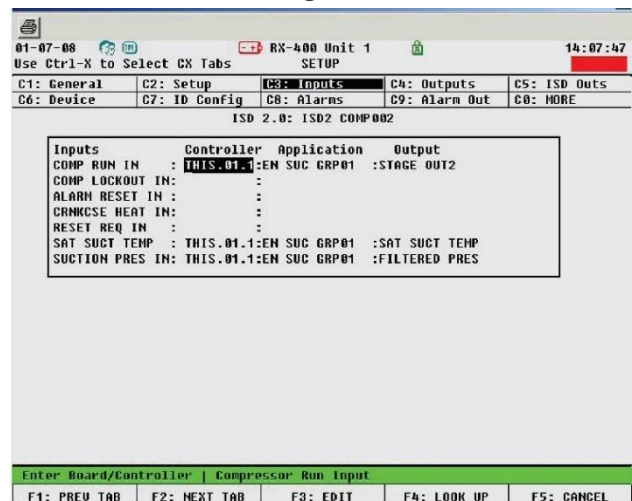 01-07-08 RX-400 Unit 1 14:07:47
Use Ctrl-X to Select CX Tabs SETUP
C1: General C2: Setup C3: Inputs C4: Outputs C5: ISD Outs
C6: Device C7: ID Config C8: Alarms C9: Alarm Out C0: MORE
ISD 2.0: ISD2 COMP002
Inputs Controller Application Output
COMP RUN IN : THIS.01.1:EN SUC GRP01 :STAGE OUT2
COMP LOCKOUT IN: :
ALARM RESET IN : :
CRNKCSE HEAT IN: :
RESET REQ IN : :
SAT SUCT TEMP : THIS.01.1:EN SUC GRP01 :SAT SUCT TEMP
SUCTION PRES IN: THIS.01.1:EN SUC GRP01 :FILTERED PRES
Enter Board/Controller | Compressor Run Input
F1: PREV TAB F2: NEXT TAB F3: EDIT F4: LOOK UP F5: CANCEL